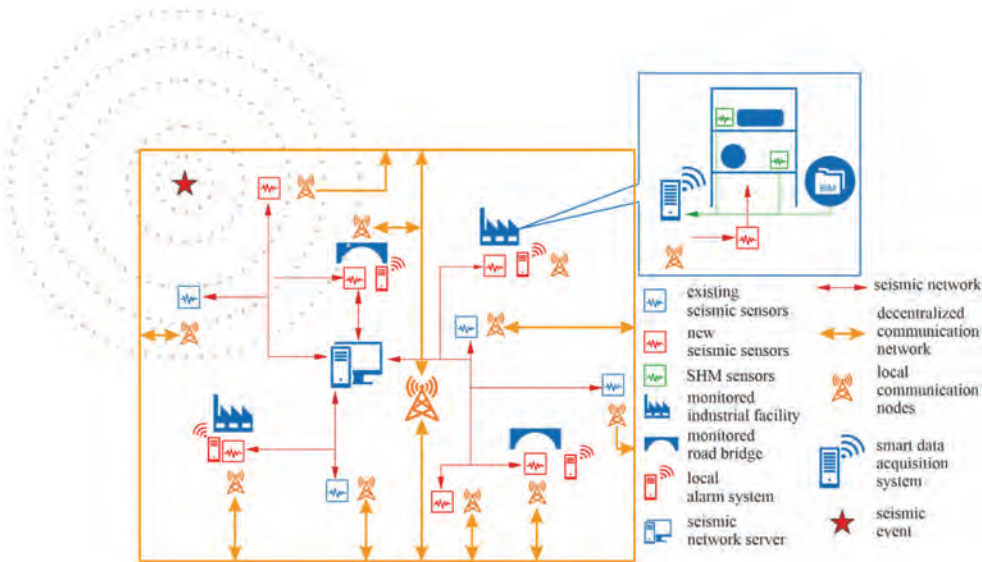 BIM
existing
seismic sensors
new
seismic sensors
SHM sensors
monitored
industrial facility
monitored
road bridge
local
alarm system
seismic
network server
seismic network
decentralized
communication
network
local
communication
nodes
smart data
acquisition
system
seismic
event